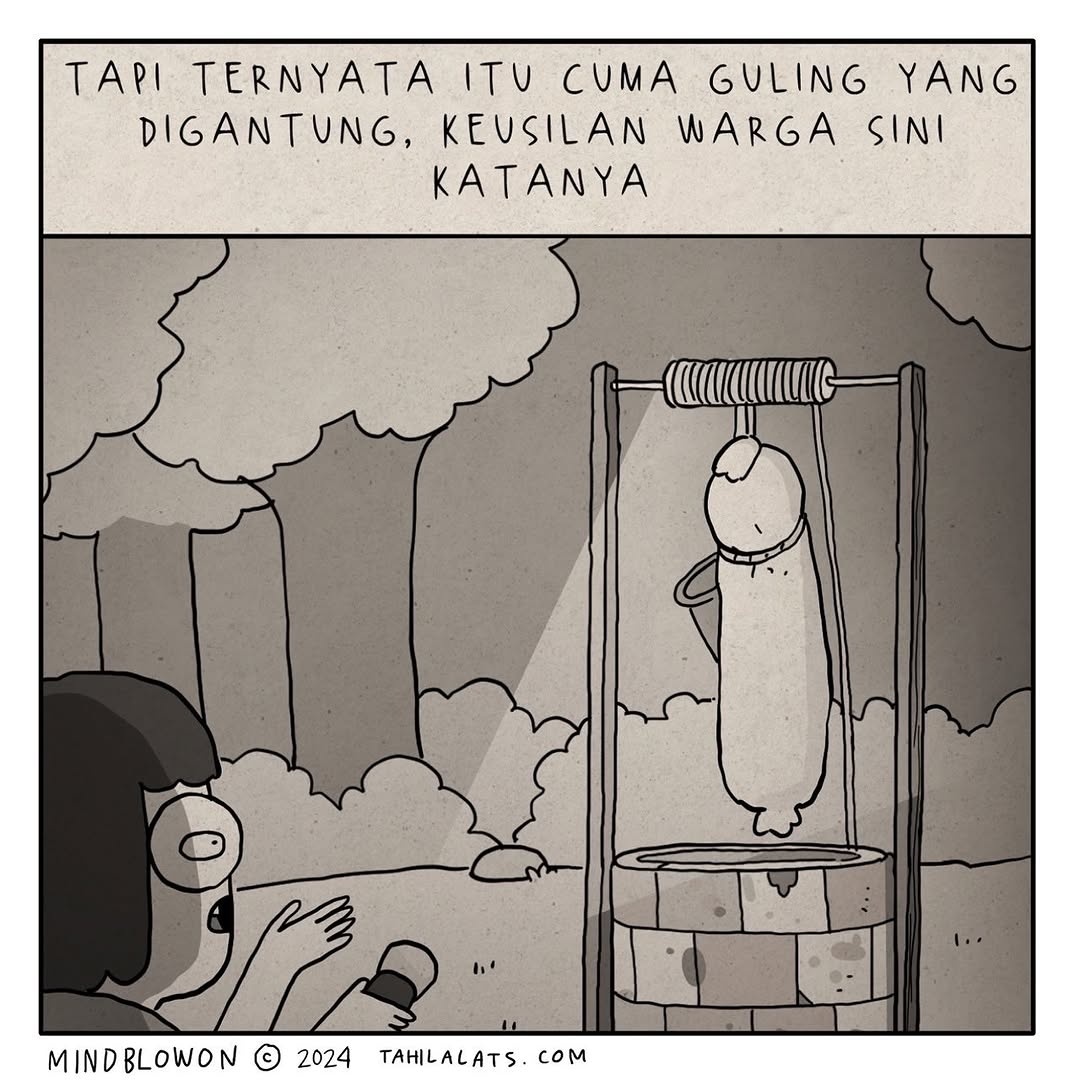 TAPI TERNYATA ITU CUMA GULING YANG
DIGANTUNG, KEUSILAN WARGA SINI
KATANYA
MINDBLOWON © 2024 TAHILALATS.COM